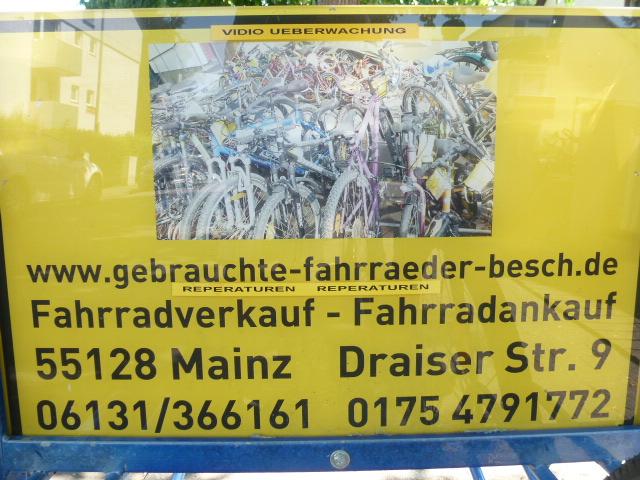 VIDIO UEBERWACHUNG
www.gebrauchte-fahrraeder-besch.de
REPERATUREN REPERATUREN
Fahrradverkauf - Fahrradankauf
55128 Mainz Draiser Str. 9
06131/366161 0175 4791772